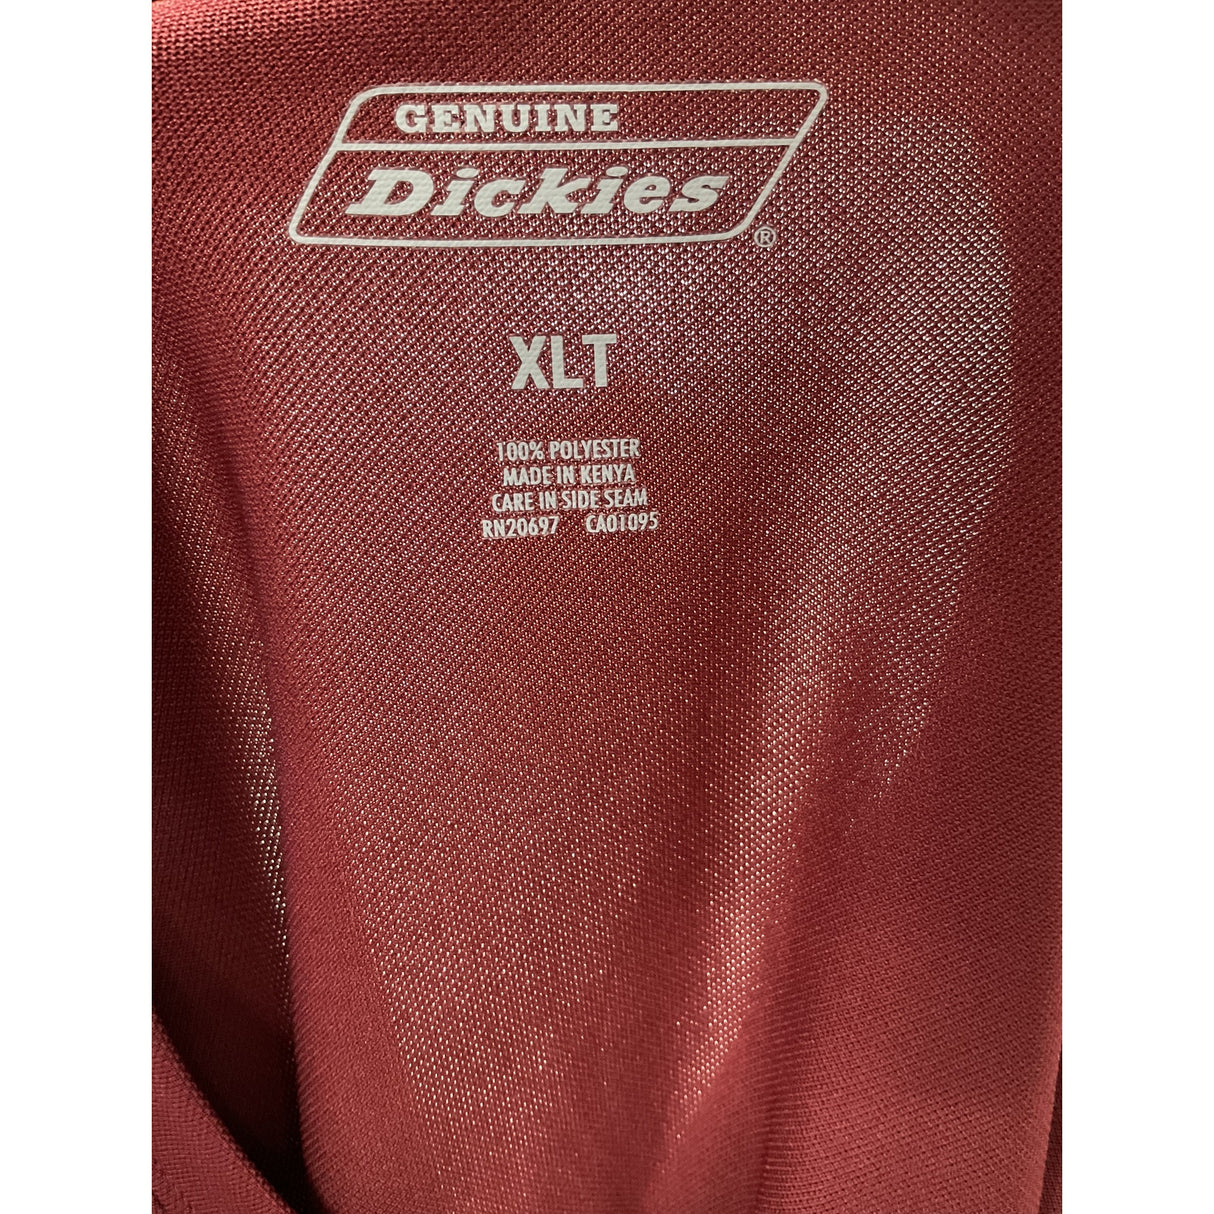 GENUINE
Dickies
®
XLT
100% POLYESTER
MADE IN KENYA
CARE IN SIDE SEAM
RN20697 CA01095